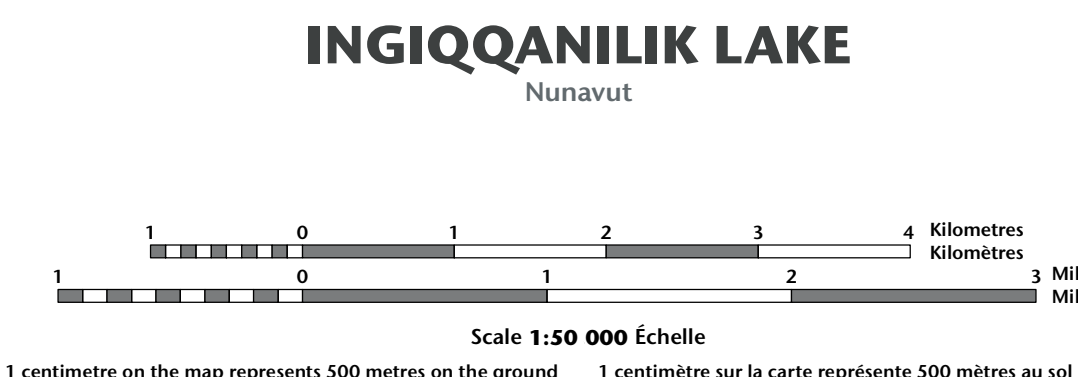 INGIQQANILIK LAKE
Nunavut
1 0 1 2 3 4 Kilometres
Kilomètres
1 0 1 2 3 Mil
Mil
Scale 1:50 000 Échelle
1 centimetre on the map represents 500 metres on the ground 1 centimètre sur la carte représente 500 mètres au sol